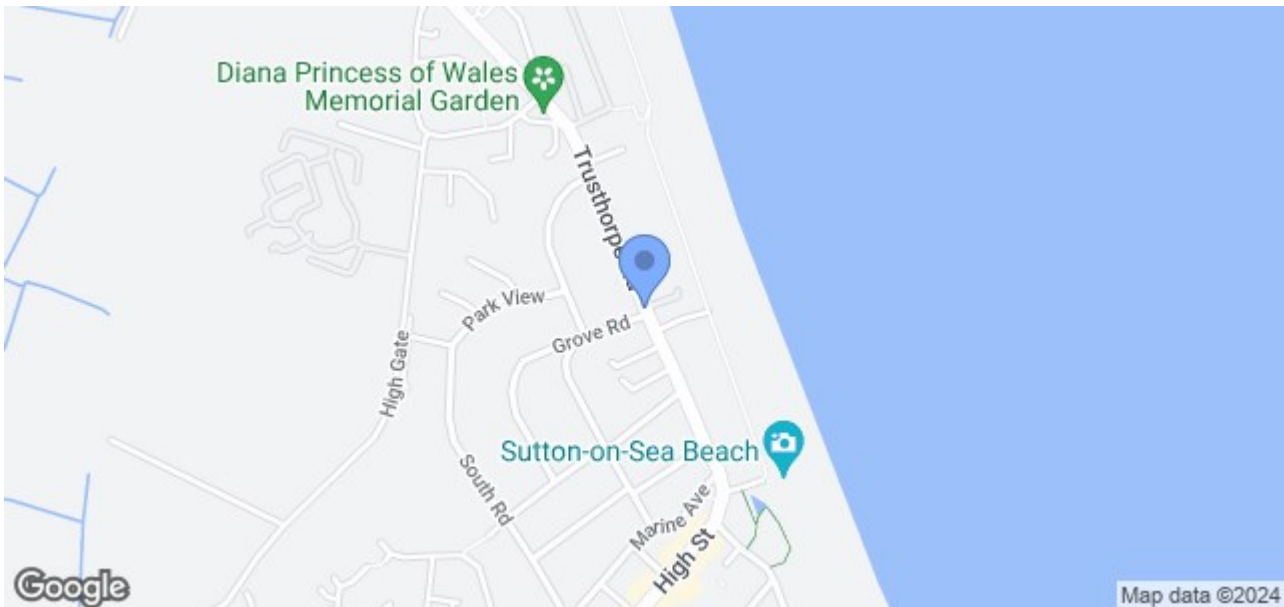 Diana Princess of Wales
Memorial Garden
Trusthorpe
Park View
Grove Rd
High Gate
Sutton-on-Sea Beach
South Rd
Marine Ave
High St
Google
Map data ©2024